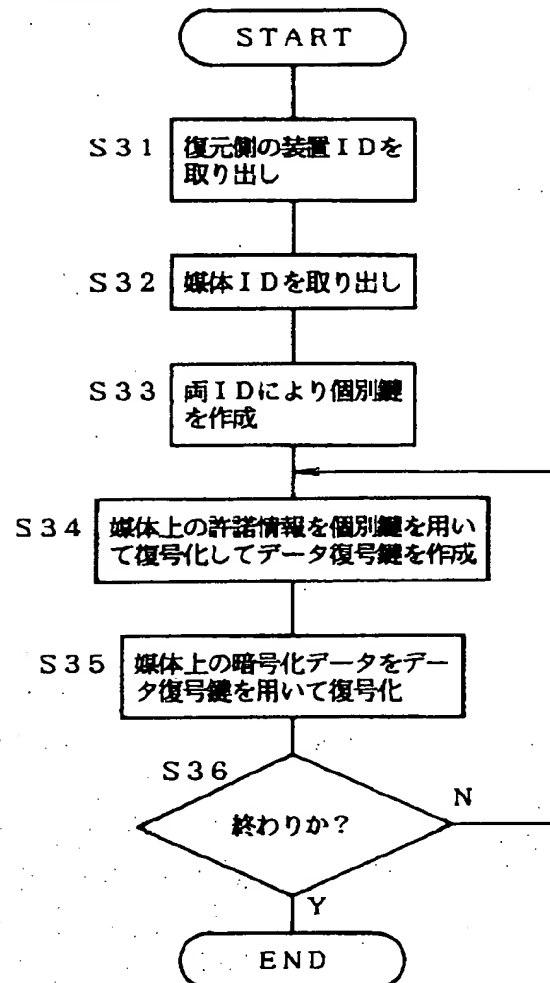 START
S31
復元側の装置IDを
取り出し
S32
媒体IDを取り出し
S33
両IDにより個別鍵
を作成
S34
媒体上の許諾情報を個別鍵を用い
て復号化してデータ復号鍵を作成
S35
媒体上の暗号化データをデー
タ復号鍵を用いて復号化
S36
終わりか?
N
Y
END